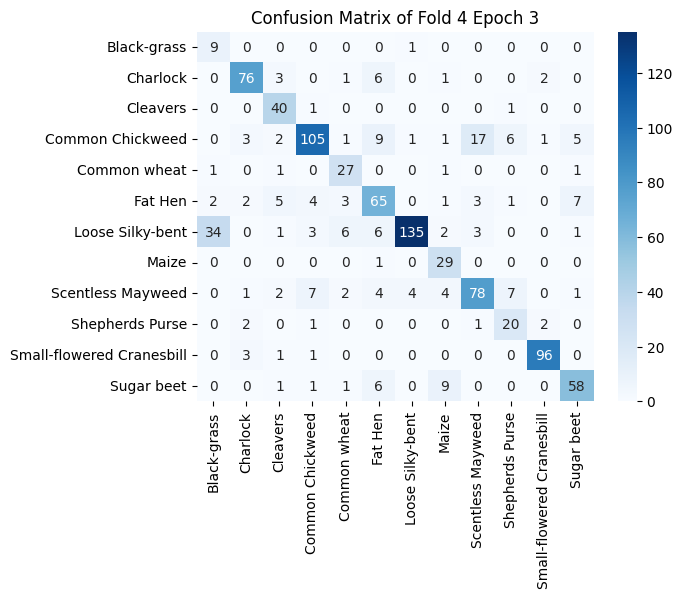 Confusion Matrix of Fold 4 Epoch 3
Black-grass 9 0 0 0 0 0 1 0 0 0 0 0
Charlock 0 76 3 0 1 6 0 1 0 0 2 0
Cleavers 0 0 40 1 0 0 0 0 0 1 0 0
Common Chickweed 0 3 2 105 1 9 1 1 17 6 1 5
Common wheat 1 0 1 0 27 0 0 1 0 0 0 1
Fat Hen 2 2 5 4 3 65 0 1 3 1 0 7
Loose Silky-bent 34 0 1 3 6 6 135 2 3 0 0 1
Maize 0 0 0 0 0 1 0 29 0 0 0 0
Scentless Mayweed 0 1 2 7 2 4 4 4 78 7 0 1
Shepherds Purse 0 2 0 1 0 0 0 0 1 20 2 0
Small-flowered Cranesbill 0 3 1 1 0 0 0 0 0 0 96 0
Sugar beet 0 0 1 1 1 6 0 9 0 0 0 58
Black-grass
Charlock
Cleavers
Common Chickweed
Common wheat
Fat Hen
Loose Silky-bent
Maize
Scentless Mayweed
Shepherds Purse
Small-flowered Cranesbill
Sugar beet
120
100
80
60
40
20
0